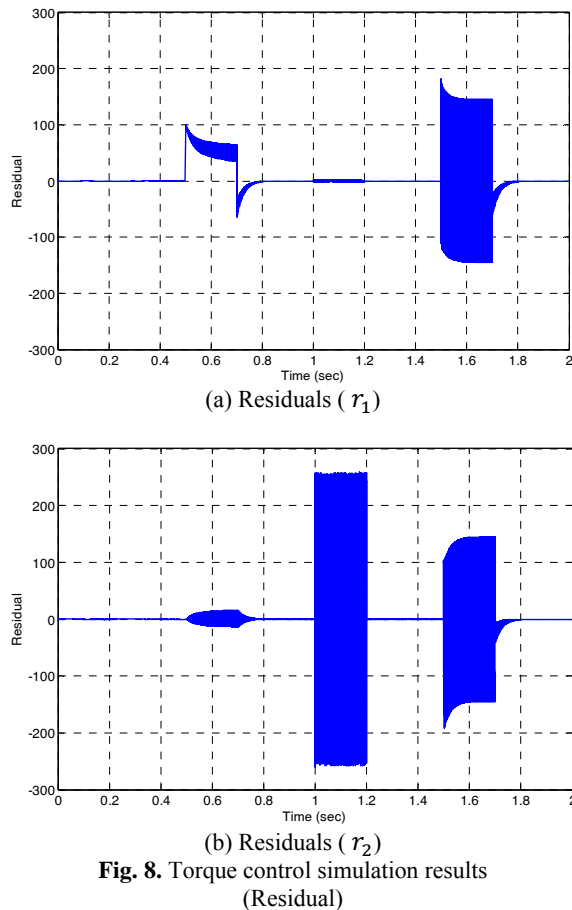 300
200
100
0
-100
-200
-300
Residual
0 0.2 0.4 0.6 0.8 1 1.2 1.4 1.6 1.8 2
Time (sec)
(a) Residuals ( r₁)
300
200
100
0
-100
-200
-300
Residual
0 0.2 0.4 0.6 0.8 1 1.2 1.4 1.6 1.8 2
Time (sec)
(b) Residuals ( r₂)
Fig. 8. Torque control simulation results
(Residual)